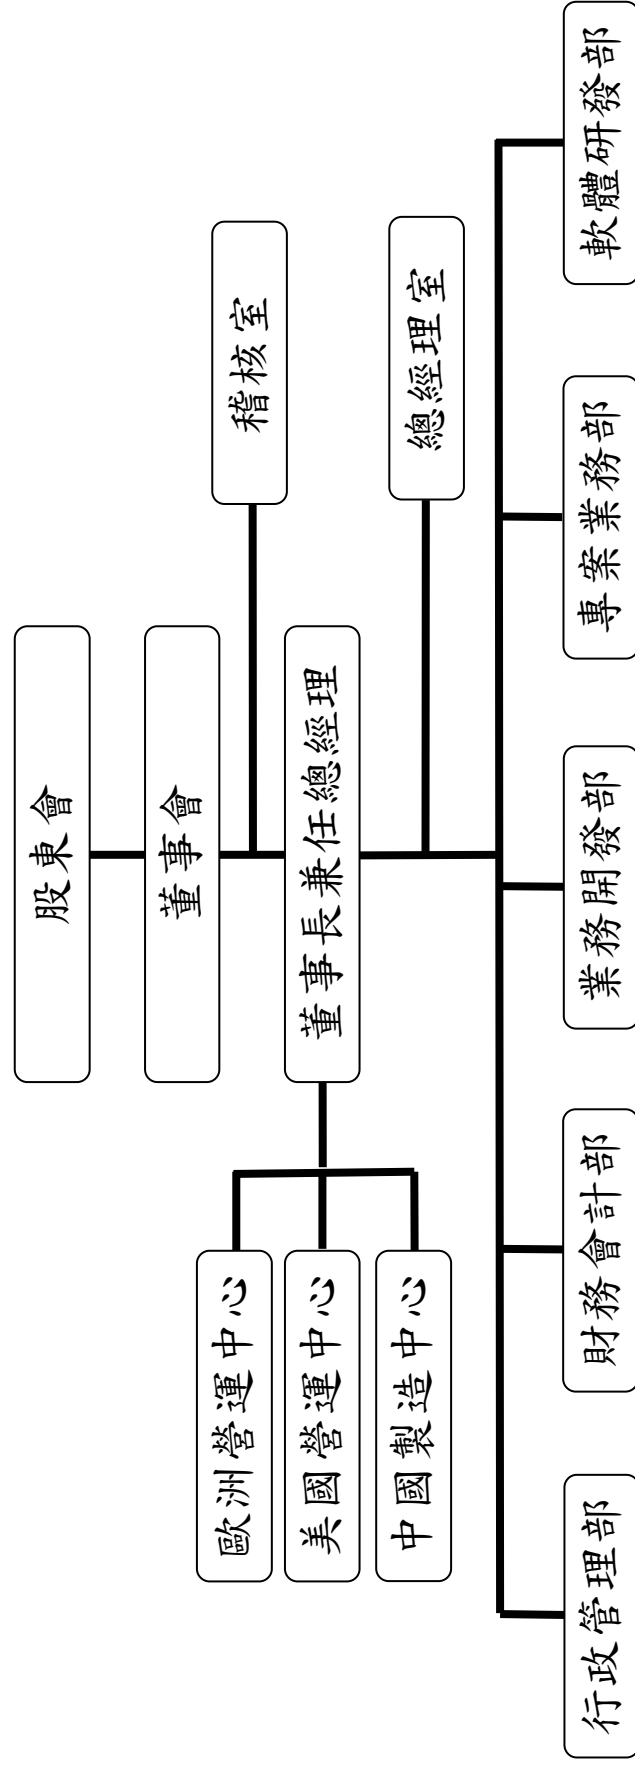 股東會
董事會
稽核室
董事長兼任總經理
歐洲營運中心
美國營運中心
中國製造中心
總經理室
行政管理部
財務會計部
業務開發部
專案業務部
軟體研發部